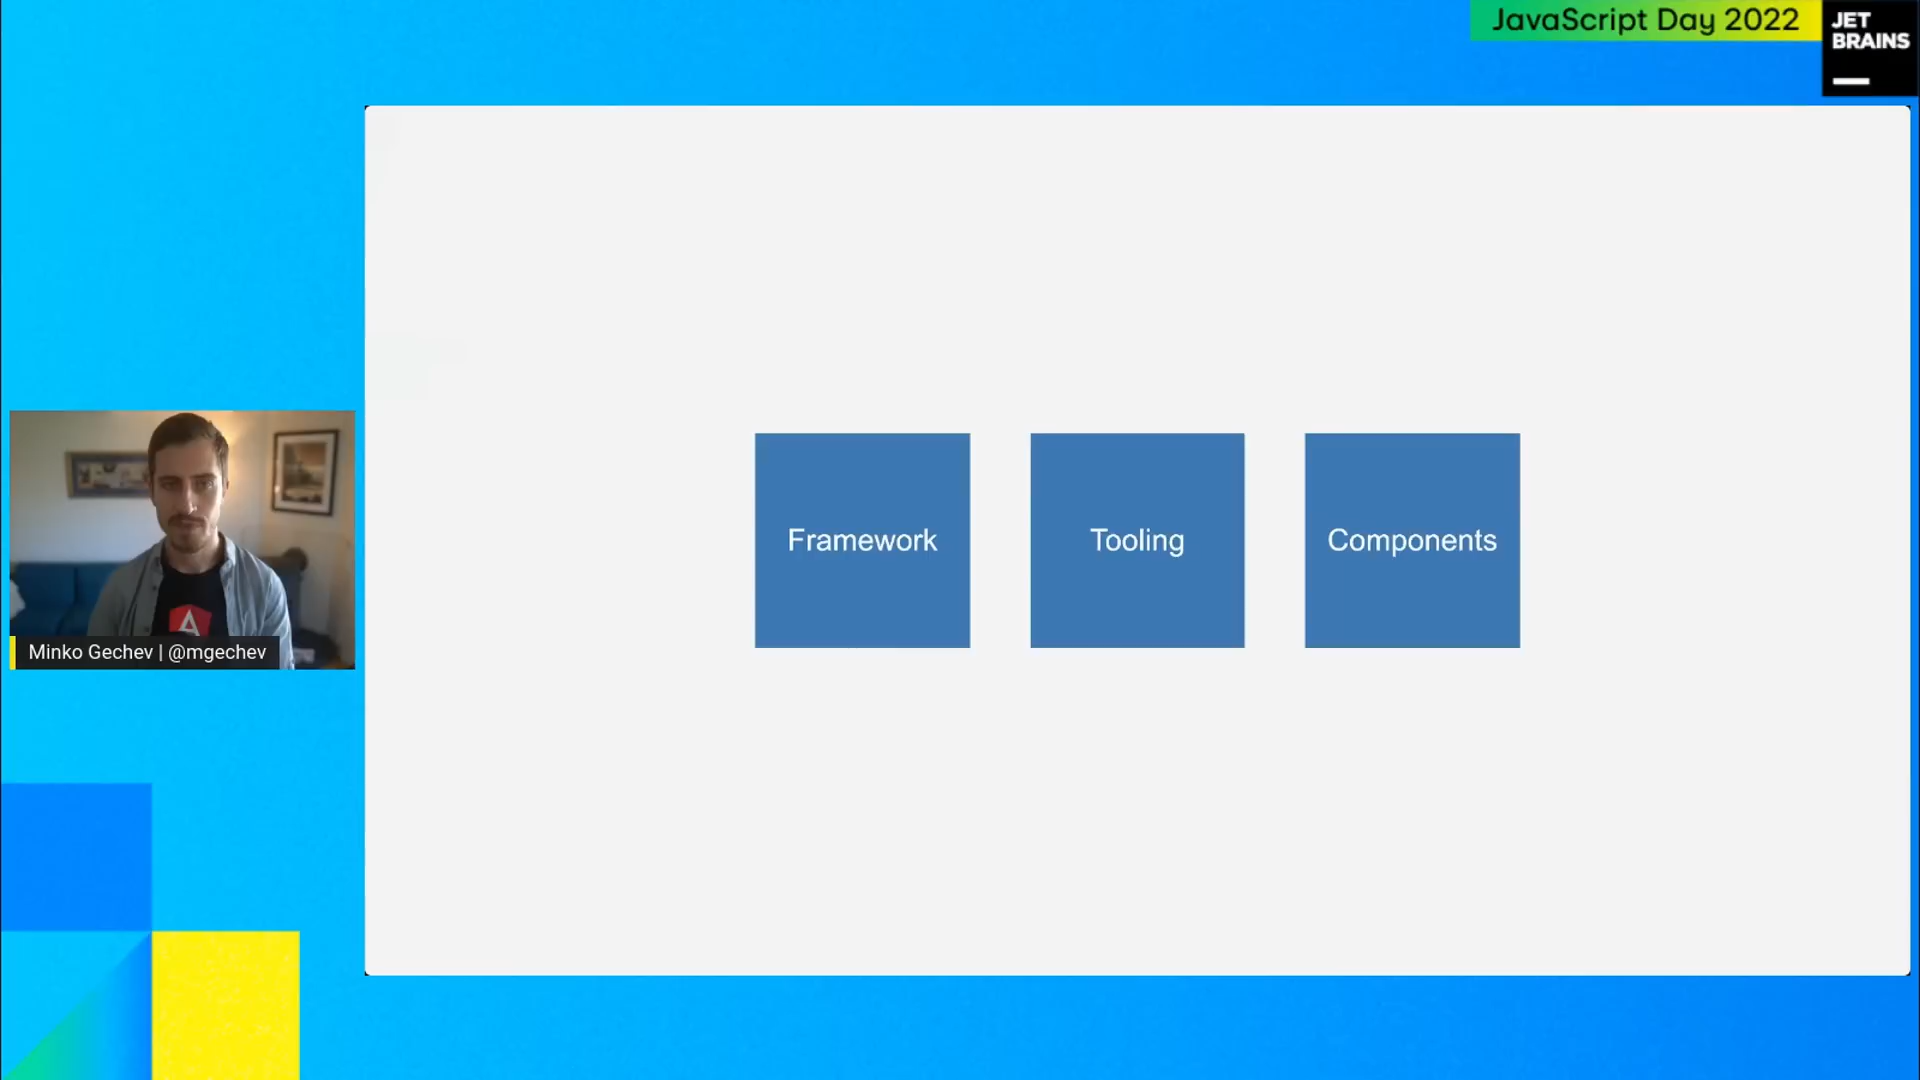 JavaScript Day 2022
JET
BRAINS
Framework
Tooling
Components
Minko Gechev | @mgechev